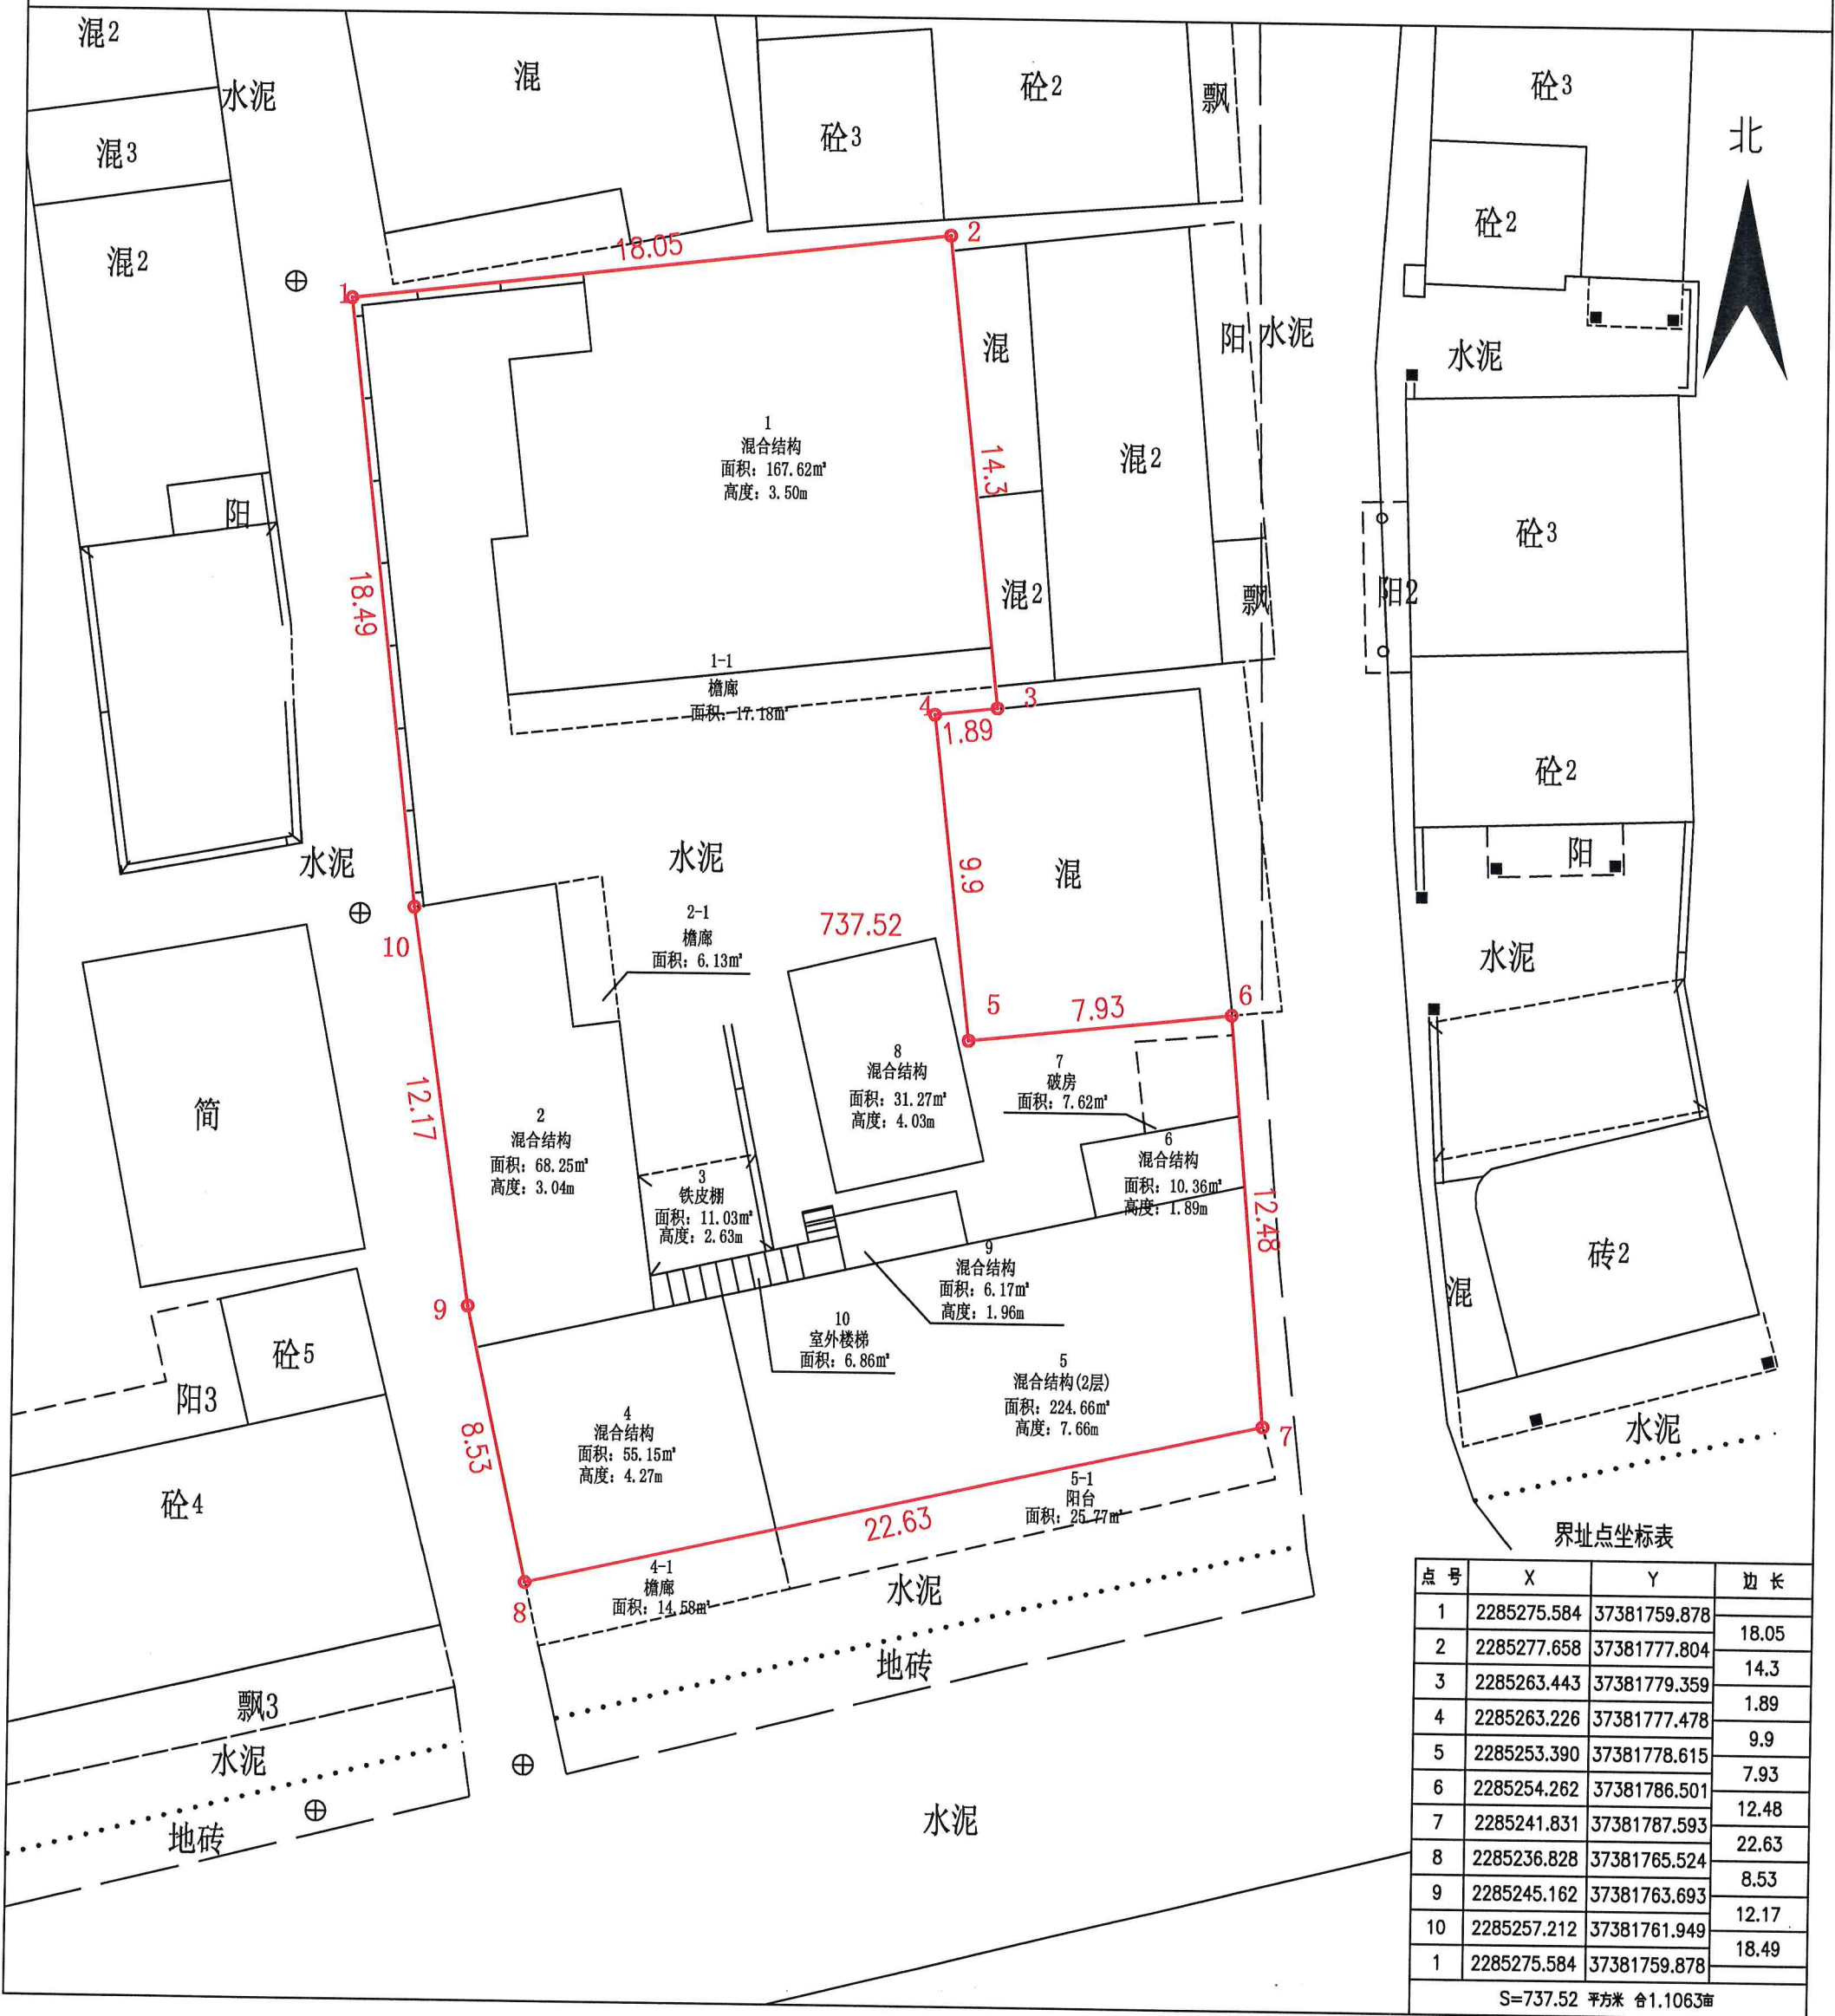 混2
水泥
混
砼2
飘
砼3
北
砼3
混3
砼2
混2
18.05
2
1
混
阳
水泥
水泥
1
混合结构
面积：167.62m²
高度：3.50m
14.3
混2
阳
砼3
18.49
混2
飘
阳2
1-1
檐廊
面积：17.18m²
4
3
1.89
砼2
水泥
水泥
9.9
混
阳
10
2-1
檐廊
面积：6.13m²
737.52
水泥
5
7.93
6
简
12.17
8
混合结构
面积：31.27m²
高度：4.03m
7
破房
面积：7.62m²
2
混合结构
面积：68.25m²
高度：3.04m
6
混合结构
面积：10.36m²
高度：1.89m
3
铁皮棚
面积：11.03m²
高度：2.63m
12.48
砖2
混
9
9
混合结构
面积：6.17m²
高度：1.96m
10
室外楼梯
面积：6.86m²
砼5
阳3
5
混合结构(2层)
面积：224.66m²
高度：7.66m
8.53
4
混合结构
面积：55.15m²
高度：4.27m
7
水泥
砼4
5-1
阳台
面积：25.77m²
22.63
4-1
檐廊
面积：14.58m²
8
水泥
地砖
飘3
水泥
地砖
水泥
界址点坐标表
点号 X Y 边长
1 2285275.584 37381759.878
18.05
2 2285277.658 37381777.804
14.3
3 2285263.443 37381779.359
1.89
4 2285263.226 37381777.478
9.9
5 2285253.390 37381778.615
7.93
6 2285254.262 37381786.501
12.48
7 2285241.831 37381787.593
22.63
8 2285236.828 37381765.524
8.53
9 2285245.162 37381763.693
12.17
10 2285257.212 37381761.949
18.49
1 2285275.584 37381759.878
S=737.52 平方米 合1.1063亩